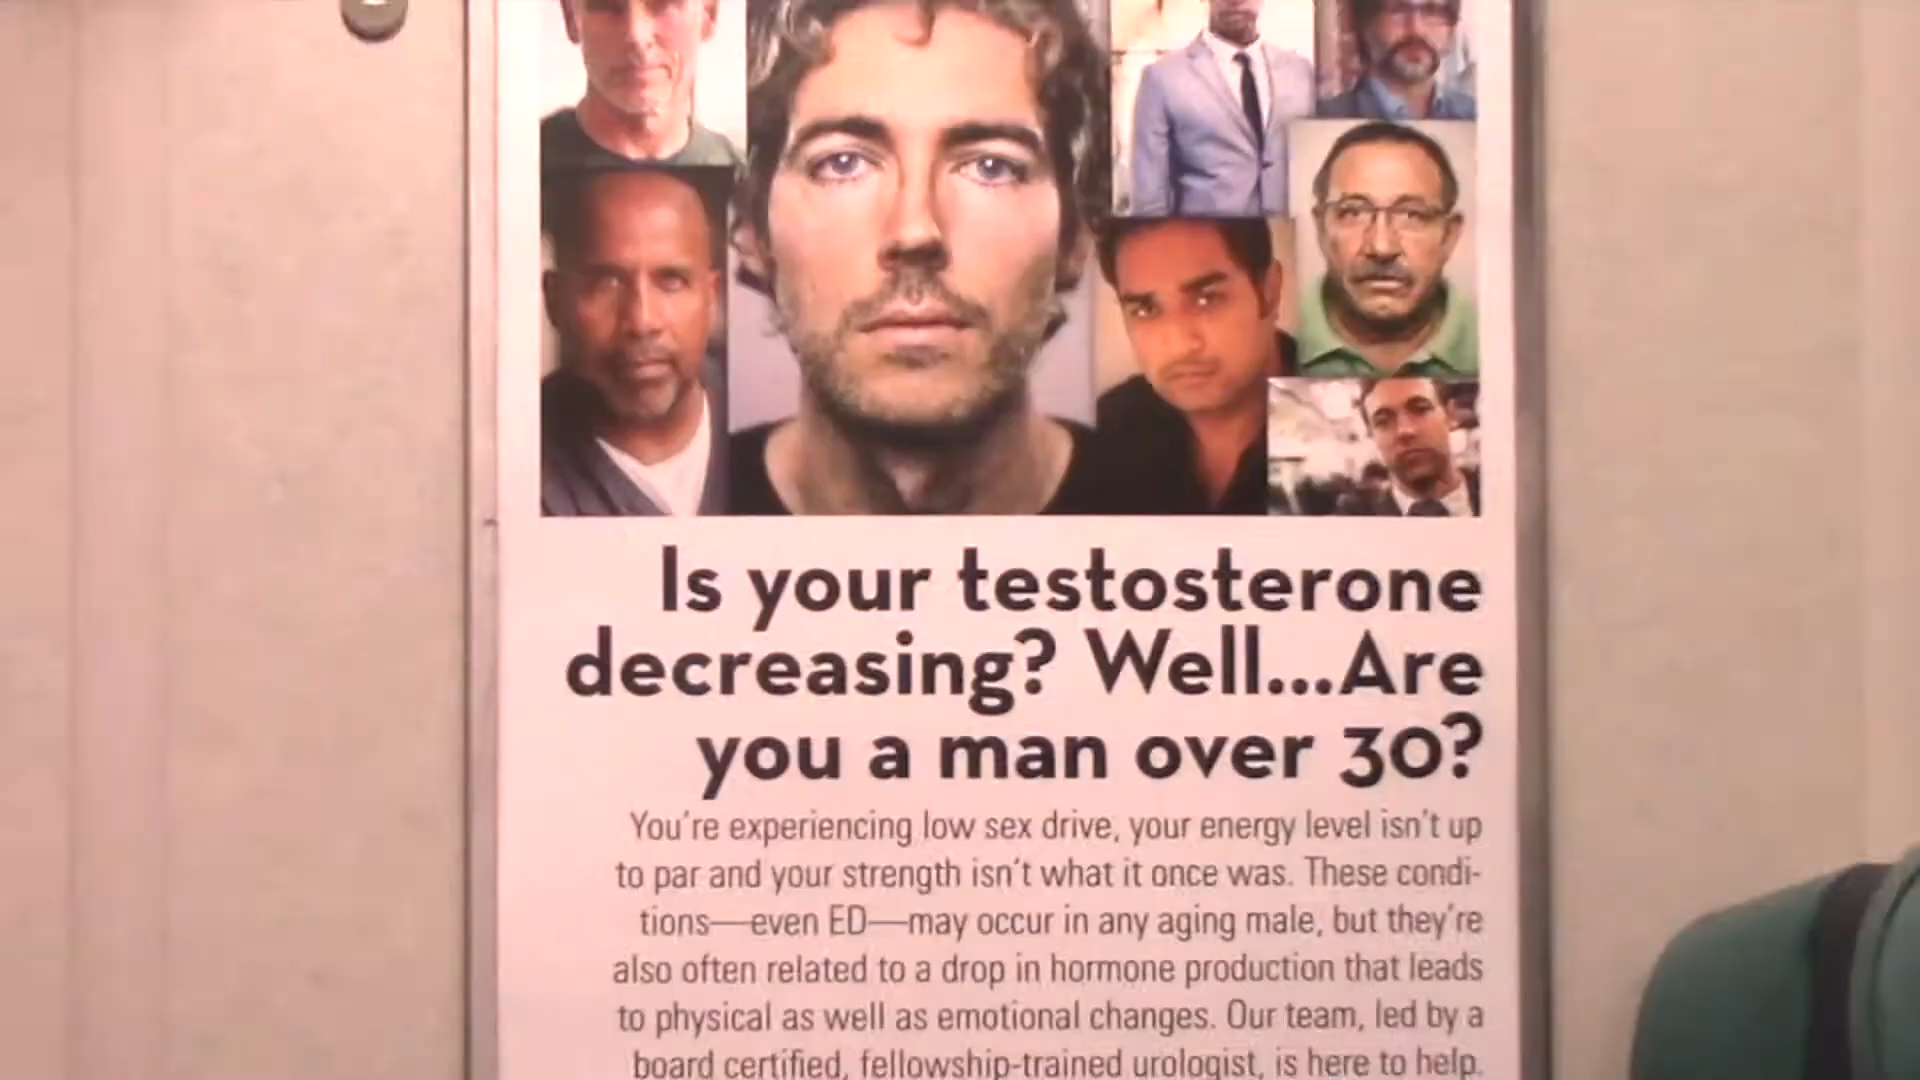 Is your testosterone
decreasing? Well...Are
you a man over 30?
You're experiencing low sex drive, your energy level isn't up
to par and your strength isn't what it once was. These condi-
tions—even ED—may occur in any aging male, but they're
also often related to a drop in hormone production that leads
to physical as well as emotional changes. Our team, led by a
board certified, fellowship-trained urologist, is here to help.